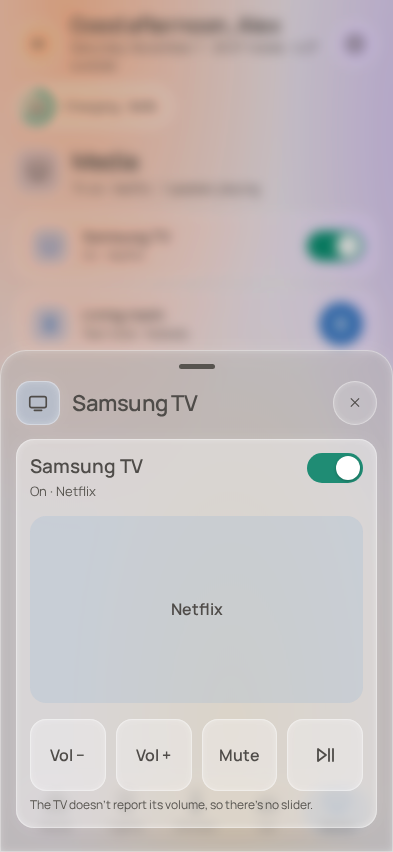 Media
Samsung TV
Samsung TV
On · Netflix
Netflix
Vol −
Vol +
Mute
The TV doesn't report its volume, so there's no slider.